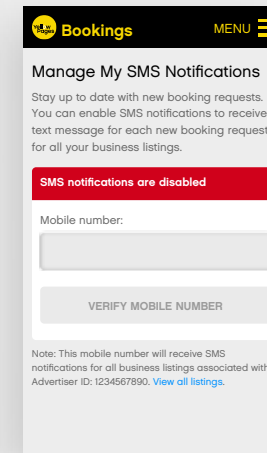 Yellow Pages Bookings MENU
Manage My SMS Notifications
Stay up to date with new booking requests.
You can enable SMS notifications to receive
text message for each new booking request
for all your business listings.
SMS notifications are disabled
Mobile number:
VERIFY MOBILE NUMBER
Note: This mobile number will receive SMS
notifications for all business listings associated with
Advertiser ID: 1234567890. View all listings.